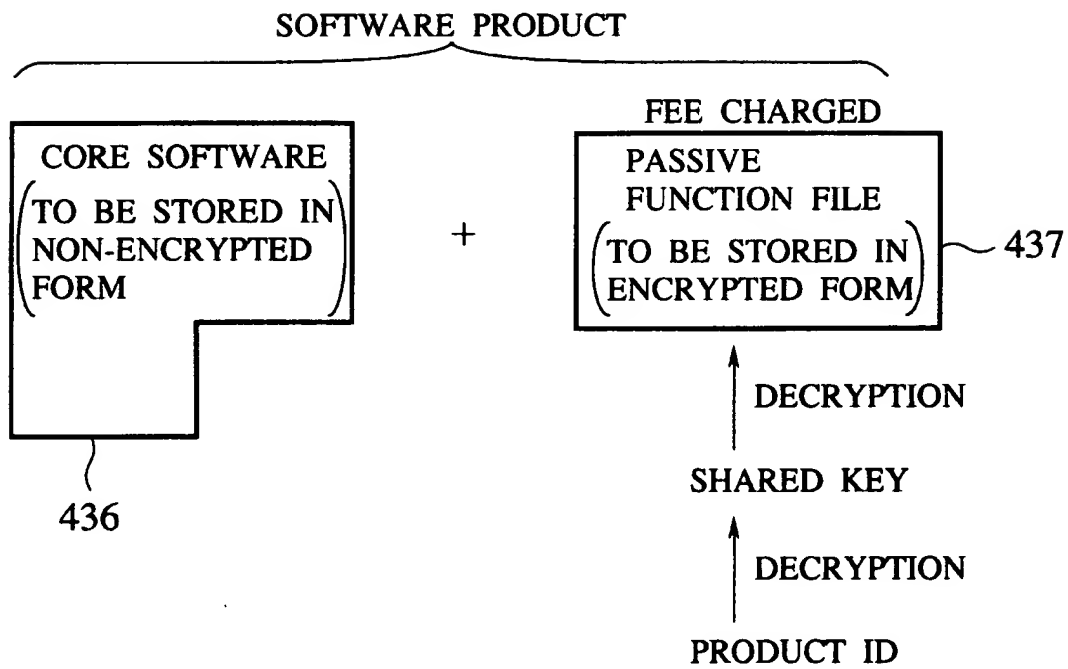 SOFTWARE PRODUCT
CORE SOFTWARE
(TO BE STORED IN
NON-ENCRYPTED
FORM)
436
+
FEE CHARGED
PASSIVE
FUNCTION FILE
(TO BE STORED IN
ENCRYPTED FORM)
437
DECRYPTION
SHARED KEY
DECRYPTION
PRODUCT ID